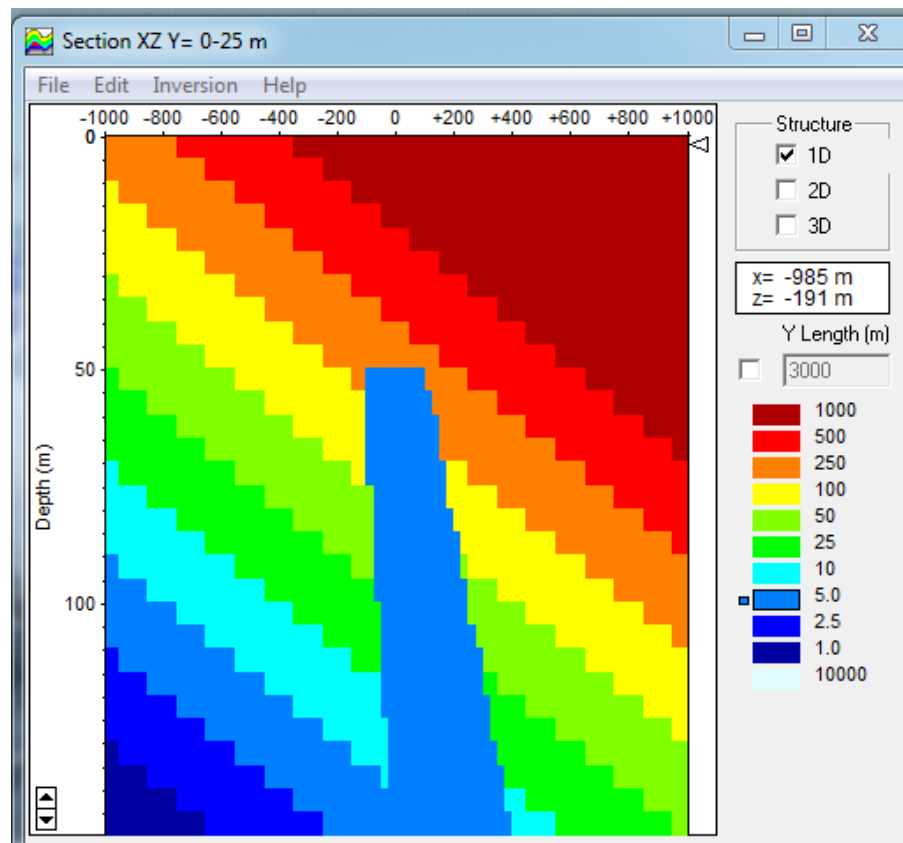 Section XZ Y= 0-25 m
File Edit Inversion Help
-1000 -800 -600 -400 -200 0 +200 +400 +600 +800 +1000
0
50
100
Depth (m)
Structure
1D
2D
3D
x= -985 m
z= -191 m
Y Length (m)
3000
1000
500
250
100
50
25
10
5.0
2.5
1.0
10000